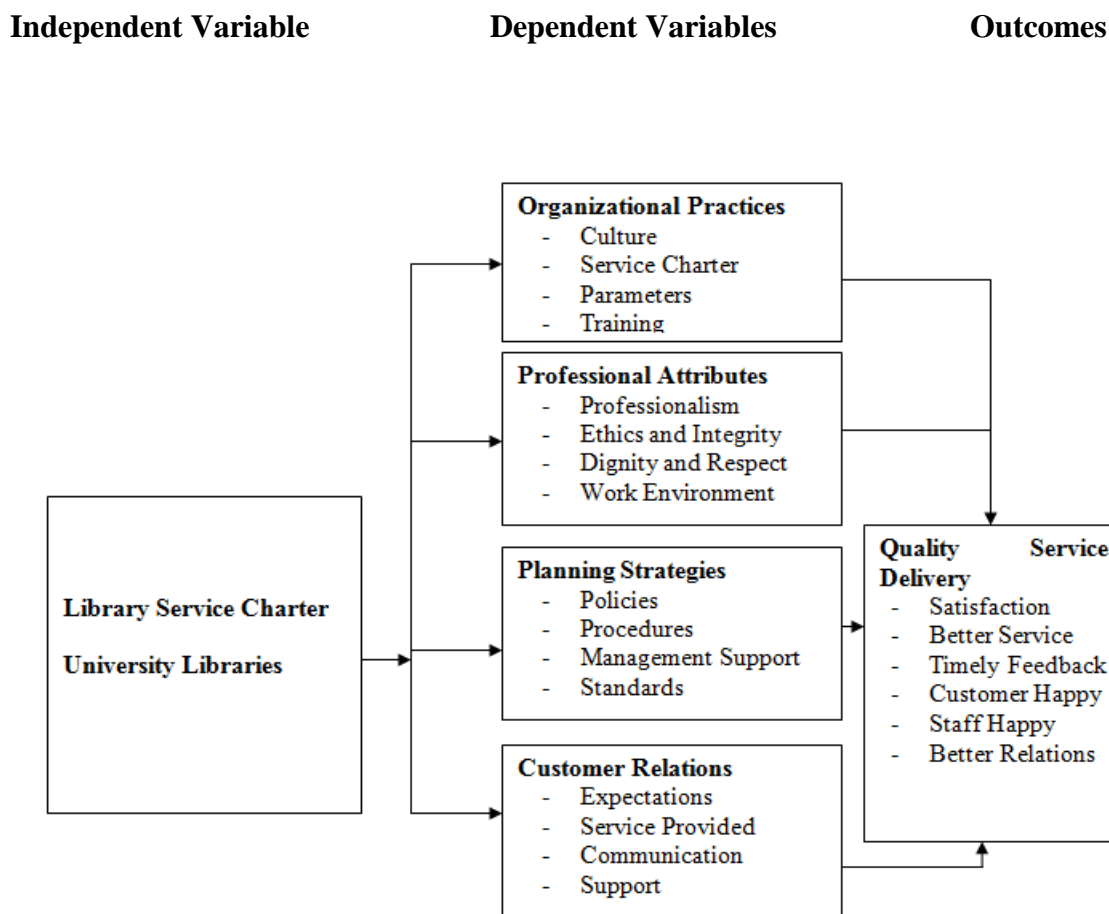 Independent Variable Dependent Variables Outcomes
Organizational Practices
- Culture
- Service Charter
- Parameters
- Training
Professional Attributes
- Professionalism
- Ethics and Integrity
- Dignity and Respect
- Work Environment
Library Service Charter
University Libraries
Planning Strategies
- Policies
- Procedures
- Management Support
- Standards
Customer Relations
- Expectations
- Service Provided
- Communication
- Support
Quality Service
Delivery
- Satisfaction
- Better Service
- Timely Feedback
- Customer Happy
- Staff Happy
- Better Relations